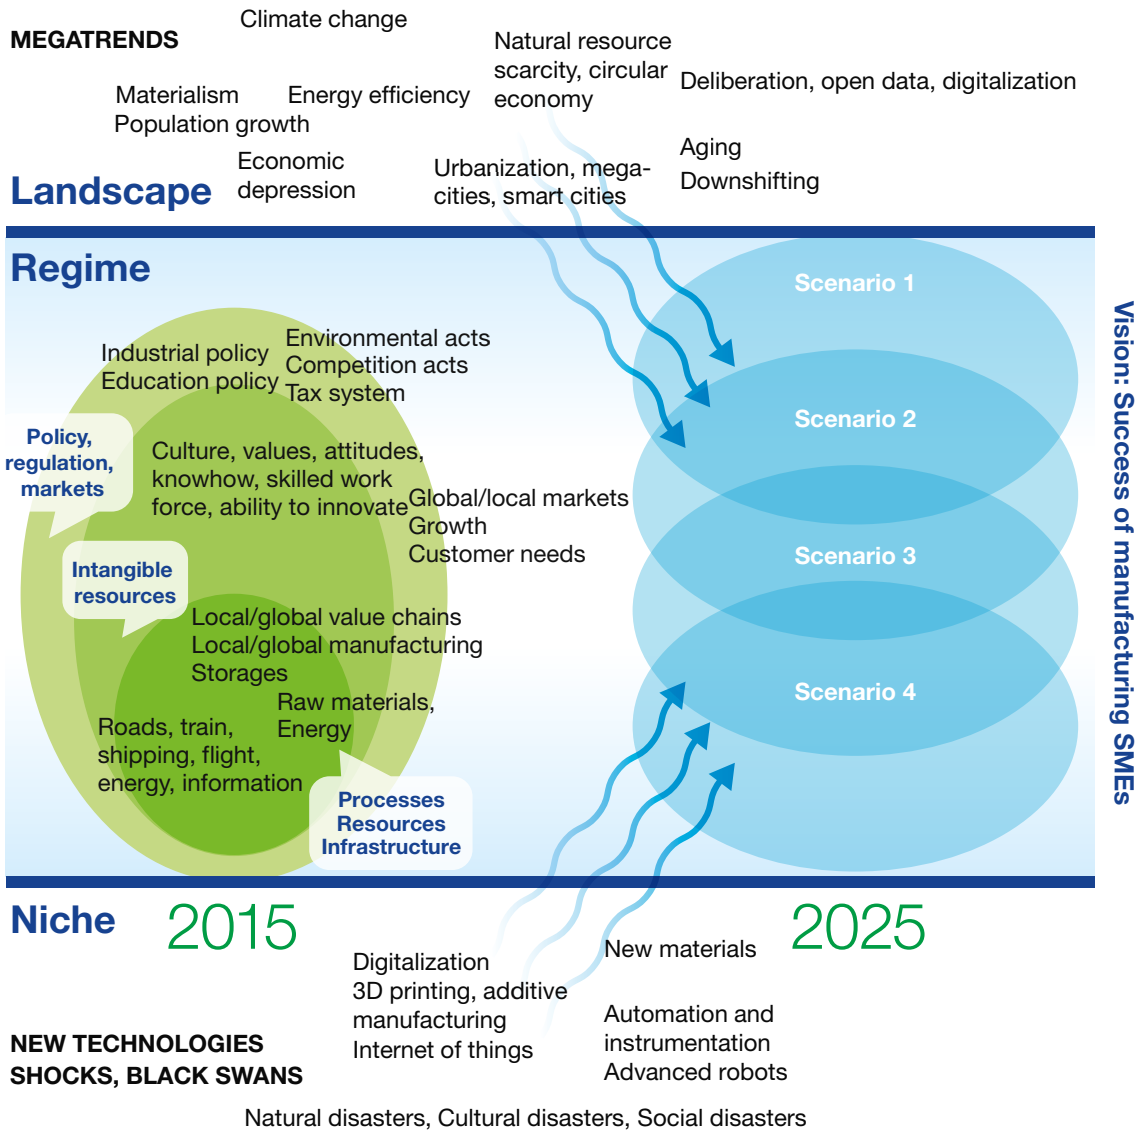 MEGATRENDS
Climate change
Natural resource
scarcity, circular
economy
Deliberation, open data, digitalization
Materialism
Population growth
Energy efficiency
Economic
depression
Urbanization, mega-
cities, smart cities
Aging
Downshifting
Landscape
Regime
Industrial policy
Education policy
Environmental acts
Competition acts
Tax system
Policy,
regulation,
markets
Culture, values, attitudes,
knowhow, skilled work
force, ability to innovate
Global/local markets
Growth
Customer needs
Intangible
resources
Local/global value chains
Local/global manufacturing
Storages
Raw materials,
Energy
Roads, train,
shipping, flight,
energy, information
Processes
Resources
Infrastructure
Scenario 1
Scenario 2
Scenario 3
Scenario 4
Vision: Success of manufacturing SMEs
Niche
2015
2025
Digitalization
3D printing, additive
manufacturing
Internet of things
New materials
Automation and
instrumentation
Advanced robots
NEW TECHNOLOGIES
SHOCKS, BLACK SWANS
Natural disasters, Cultural disasters, Social disasters